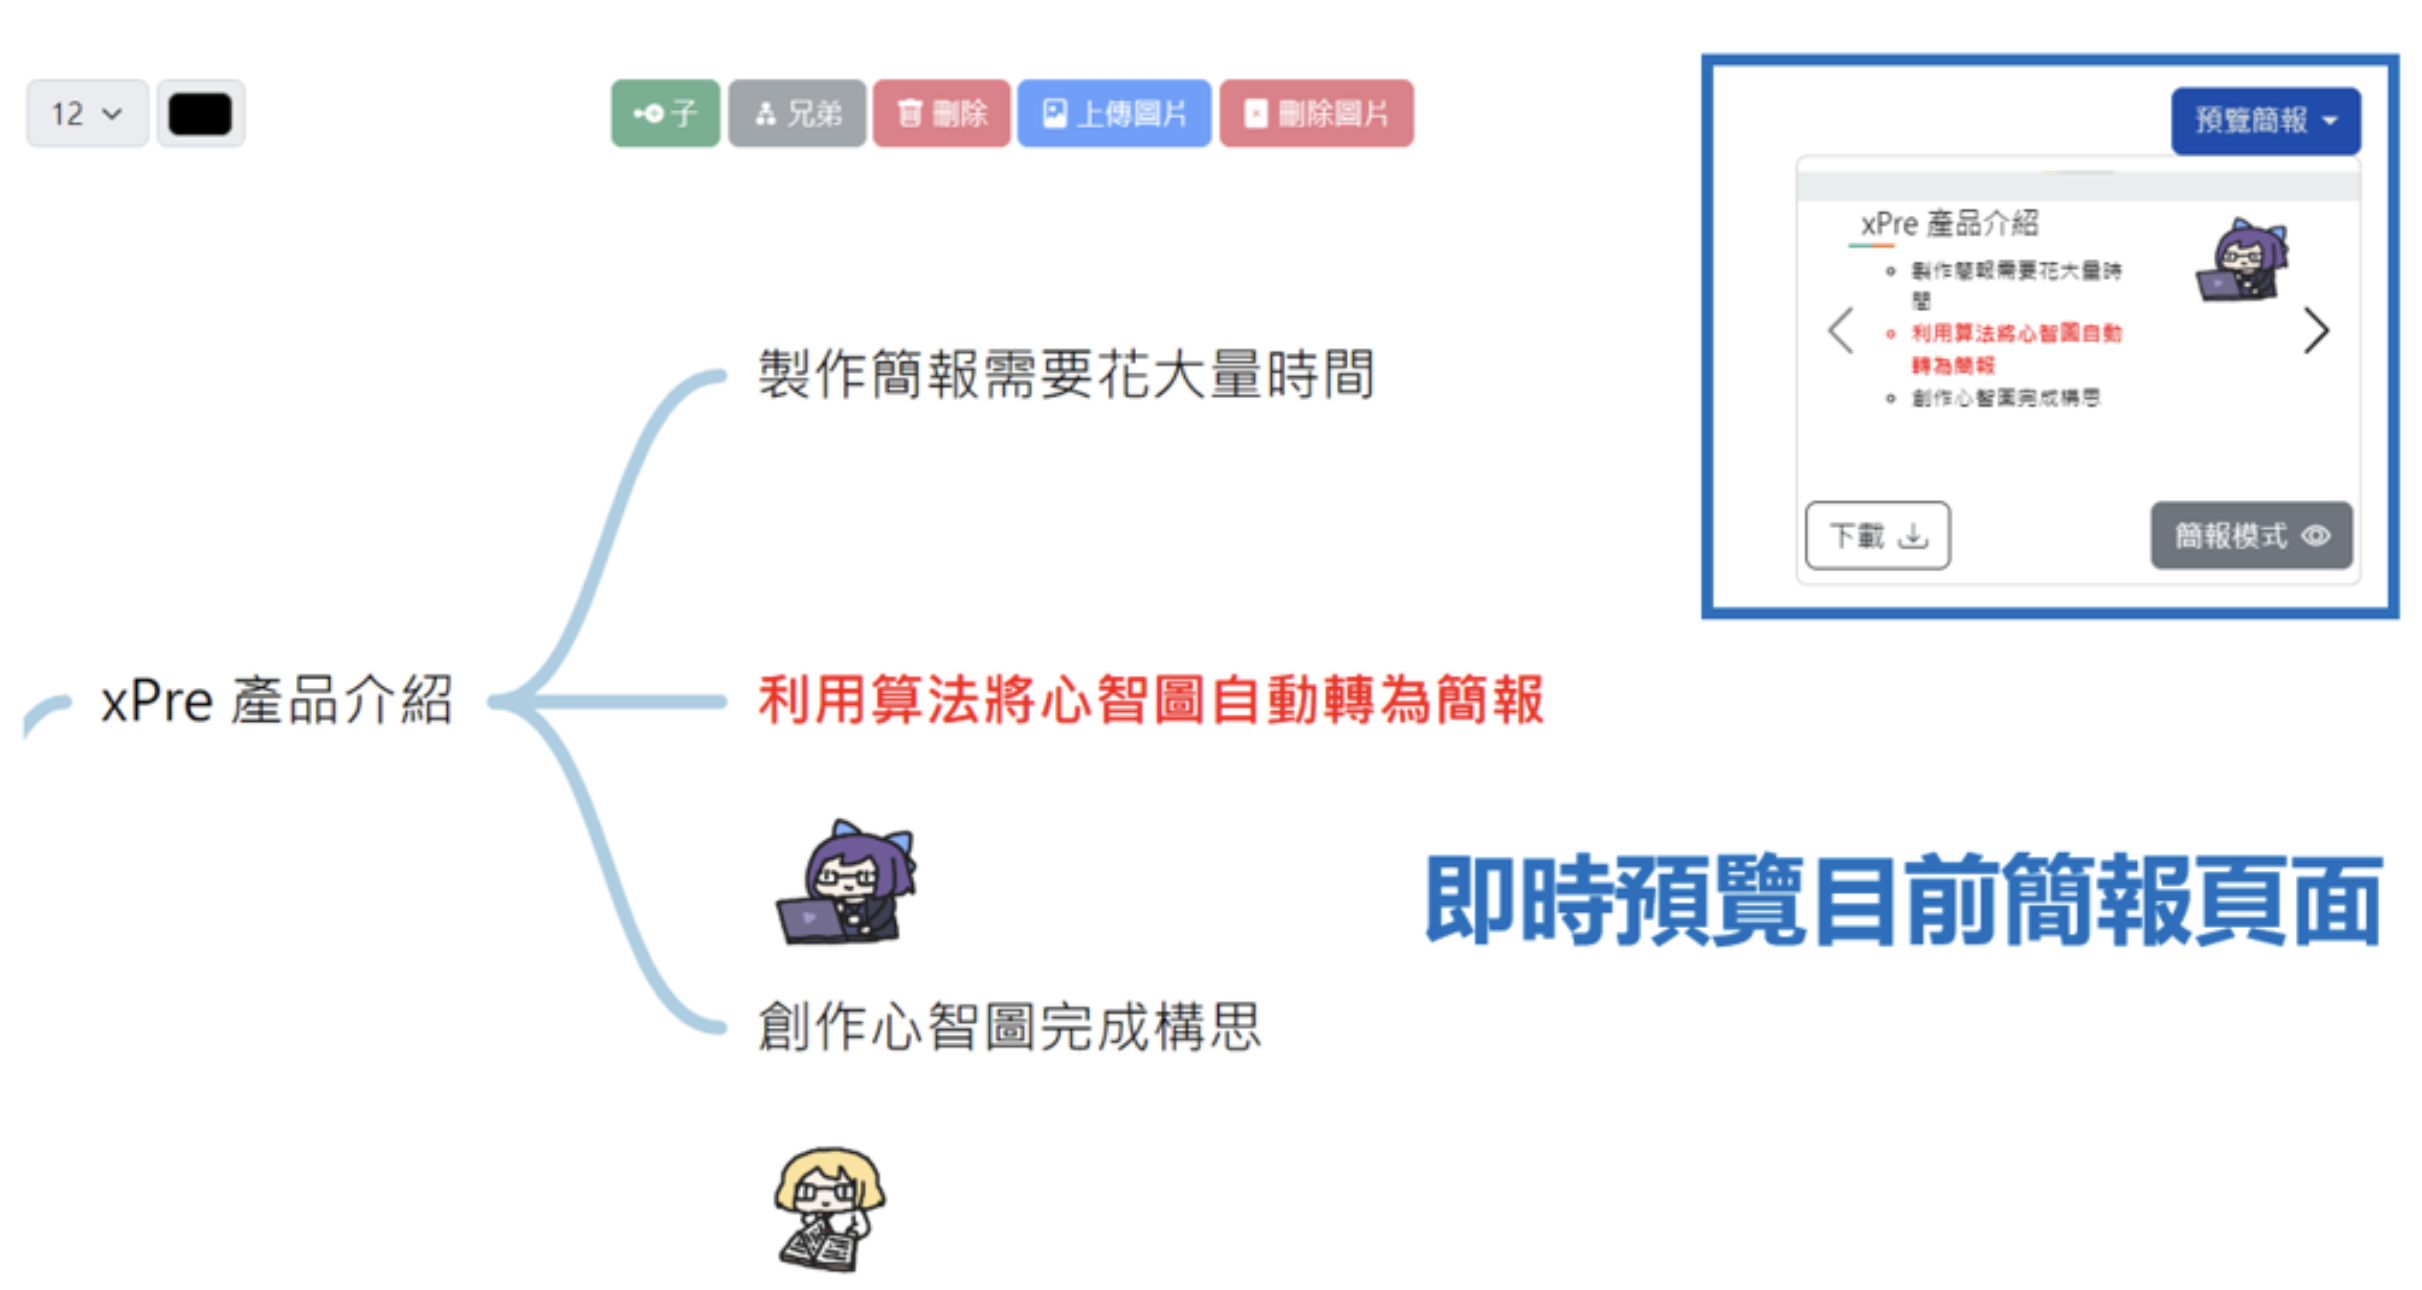 12
子
兄弟
刪除
上傳圖片
刪除圖片
預覽簡報
xPre 產品介紹
製作簡報需要花大量時
間
利用算法將心智圖自動
轉為簡報
創作心智圖完成構思
下載
簡報模式
製作簡報需要花大量時間
xPre 產品介紹
利用算法將心智圖自動轉為簡報
即時預覽目前簡報頁面
創作心智圖完成構思